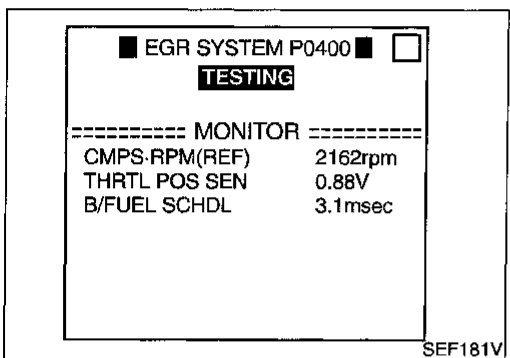 ■ EGR SYSTEM P0400 ■ □
TESTING
========= MONITOR =========
CMPS·RPM(REF) 2162rpm
THRTL POS SEN 0.88V
B/FUEL SCHDL 3.1msec
SEF181V